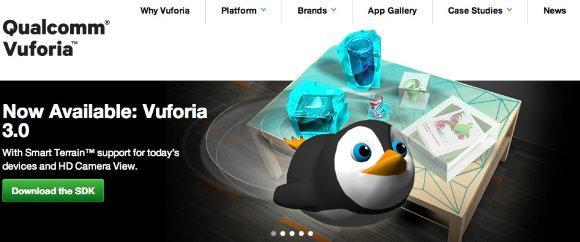 Why Vuforia Platform Brands App Gallery Case Studies News
Qualcomm®
Vuforia™
Now Available: Vuforia
3.0
With Smart Terrain™ support for today's
devices and HD Camera View.
Download the SDK